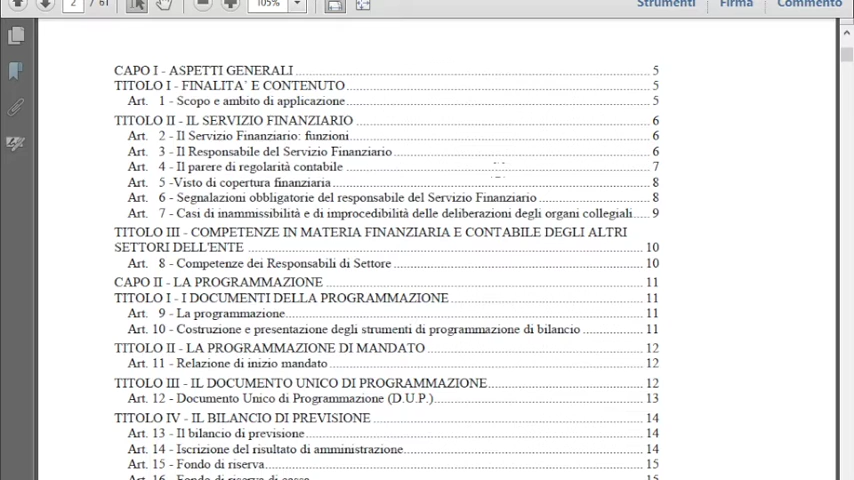 2 / 61
105%
Strumenti Firma Commento
CAPO I - ASPETTI GENERALI 5
TITOLO I - FINALITA` E CONTENUTO 5
Art. 1 - Scopo e ambito di applicazione 5
TITOLO II - IL SERVIZIO FINANZIARIO 6
Art. 2 - Il Servizio Finanziario: funzioni 6
Art. 3 - Il Responsabile del Servizio Finanziario 6
Art. 4 - Il parere di regolarità contabile 7
Art. 5 -Visto di copertura finanziaria 8
Art. 6 - Segnalazioni obbligatorie del responsabile del Servizio Finanziario 8
Art. 7 - Casi di inammissibilità e di improcedibilità delle deliberazioni degli organi collegiali 9
TITOLO III - COMPETENZE IN MATERIA FINANZIARIA E CONTABILE DEGLI ALTRI
SETTORI DELL'ENTE 10
Art. 8 - Competenze dei Responsabili di Settore 10
CAPO II - LA PROGRAMMAZIONE 11
TITOLO I - I DOCUMENTI DELLA PROGRAMMAZIONE 11
Art. 9 - La programmazione 11
Art. 10 - Costruzione e presentazione degli strumenti di programmazione di bilancio 11
TITOLO II - LA PROGRAMMAZIONE DI MANDATO 12
Art. 11 - Relazione di inizio mandato 12
TITOLO III - IL DOCUMENTO UNICO DI PROGRAMMAZIONE 12
Art. 12 - Documento Unico di Programmazione (D.U.P.) 13
TITOLO IV - IL BILANCIO DI PREVISIONE 14
Art. 13 - Il bilancio di previsione 14
Art. 14 - Iscrizione del risultato di amministrazione 14
Art. 15 - Fondo di riserva 15
Art. 16 - Fondo di riserva di cassa 15